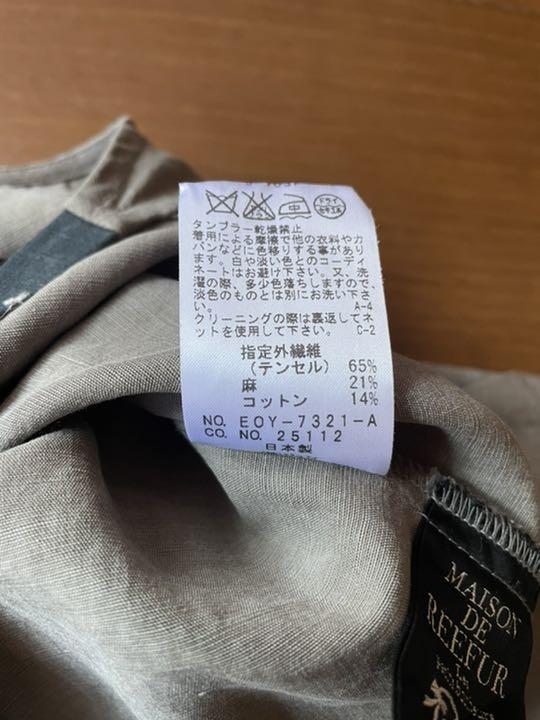 タンブラー乾燥禁止
着用による摩擦で他の衣料やカ
バンなどに色移りする事があり
ます。白や淡い色とのコーディ
ネートはお避け下さい。又、洗
濯の際、多少色落ちしますので、
淡色のものとは別にお洗い下さ
い。 A-4
クリーニングの際は裏返してネ
ットを使用して下さい。 C-2
指定外繊維
(テンセル) 65%
麻 21%
コットン 14%
NO. EOY-7321-A
CO. NO. 25112
日本製
MAISON
DE
REEFUR